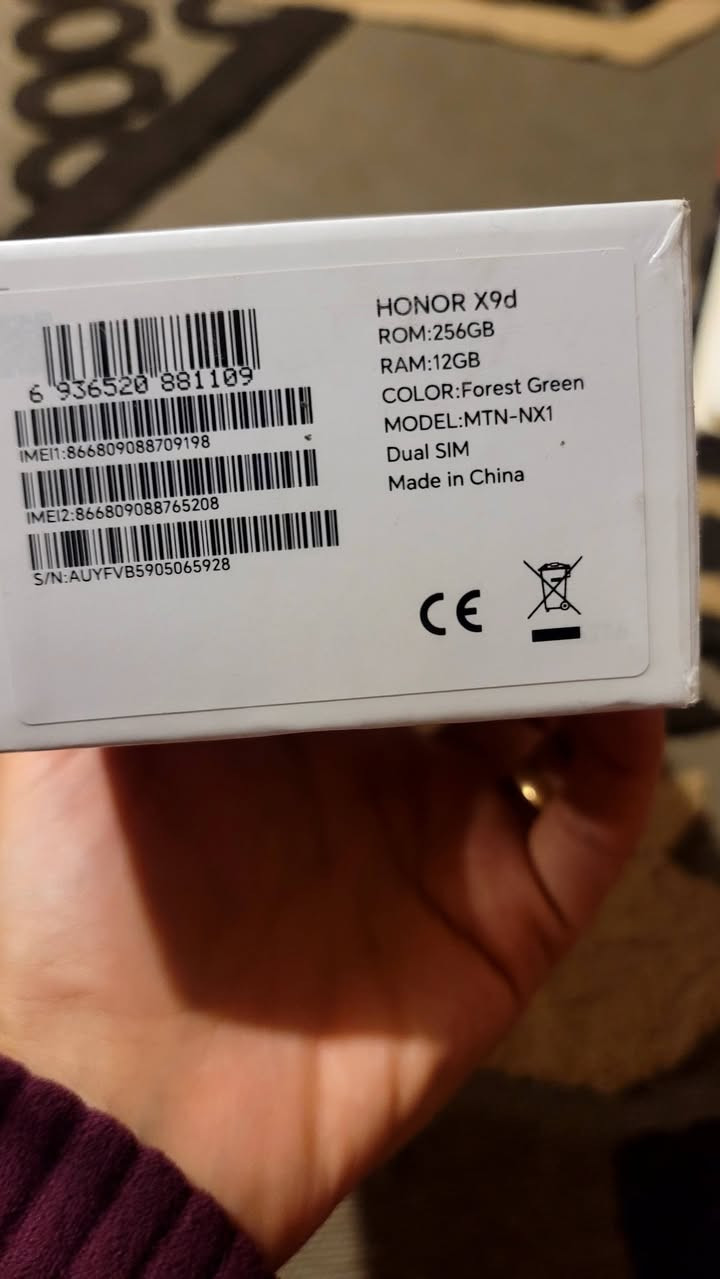 6 936520 881109
IMEI1:866809088709198
IMEI2:866809088765208
S/N:AUYFVB5905065928
HONOR X9d
ROM:256GB
RAM:12GB
COLOR:Forest Green
MODEL:MTN-NX1
Dual SIM
Made in China
CE